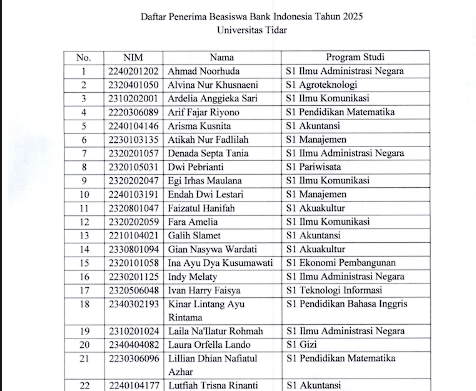 Daftar Penerima Beasiswa Bank Indonesia Tahun 2025
Universitas Tidar
No. NIM Nama Program Studi
1 2240201202 Ahmad Noorhuda S1 Ilmu Administrasi Negara
2 2320401050 Alvina Nur Khusnaeni S1 Agroteknologi
3 2310202001 Ardelia Anggieka Sari S1 Ilmu Komunikasi
4 2220306089 Arif Fajar Riyono S1 Pendidikan Matematika
5 2240104146 Arisma Kusnita S1 Akuntansi
6 2230103135 Atikah Nur Fadlilah S1 Manajemen
7 2320201057 Denada Septa Tania S1 Ilmu Administrasi Negara
8 2320105031 Dwi Pebrianti S1 Pariwisata
9 2320202047 Egi Irhas Maulana S1 Ilmu Komunikasi
10 2240103191 Endah Dwi Lestari S1 Manajemen
11 2320801047 Faizatul Hanifah S1 Akuakultur
12 2320202059 Fara Amelia S1 Ilmu Komunikasi
13 2210104021 Galih Slamet S1 Akuntansi
14 2330801094 Gian Nasywa Wardati S1 Akuakultur
15 2320101058 Ina Ayu Dya Kusumawati S1 Ekonomi Pembangunan
16 2230201125 Indy Melaty S1 Ilmu Administrasi Negara
17 2320506048 Ivan Harry Faisya S1 Teknologi Informasi
18 2340302193 Kinar Lintang Ayu S1 Pendidikan Bahasa Inggris
Rintama
19 2310201024 Laila Na'Ilatur Rohmah S1 Ilmu Administrasi Negara
20 2340404082 Laura Orfella Lando S1 Gizi
21 2230306096 Lillian Dhian Nafiatul S1 Pendidikan Matematika
Azhar
22 2240104177 Lutfiah Trisna Rinanti S1 Akuntansi